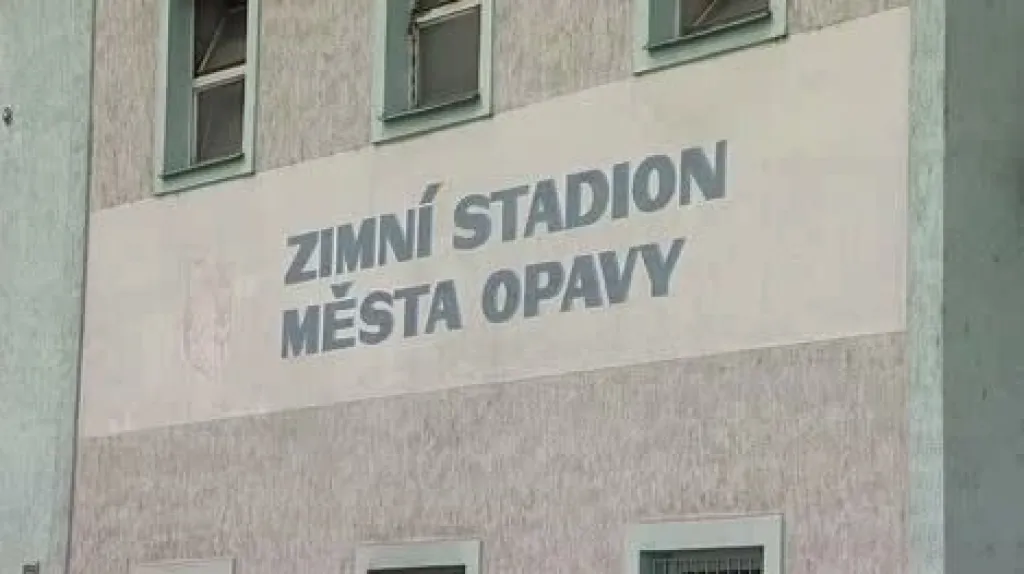 ZIMNÍ STADION
MĚSTA OPAVY